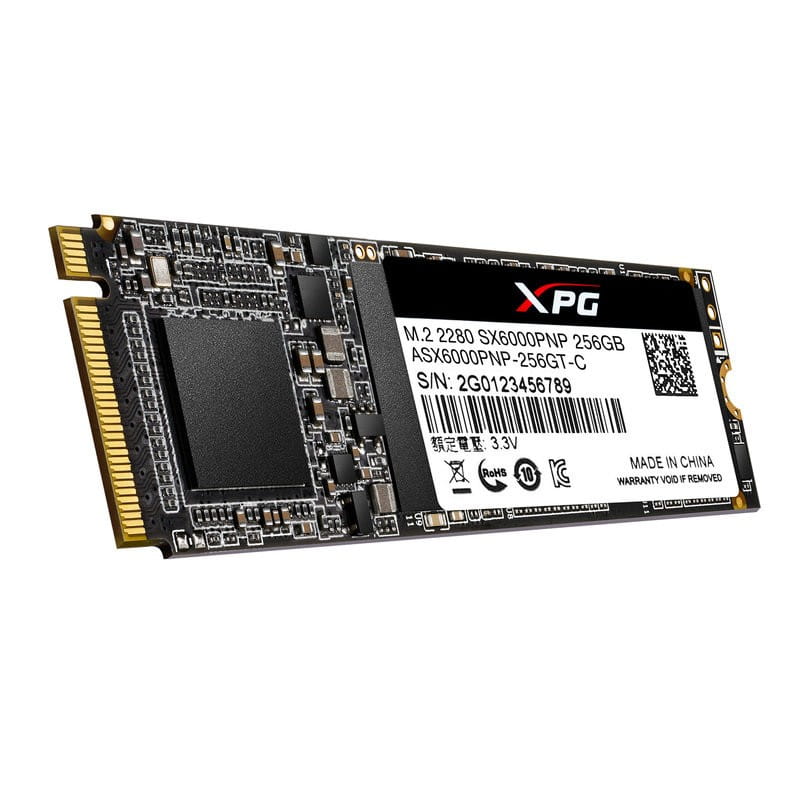 XPG
M.2 2280 SX6000PNP 256GB
ASX6000PNP-256GT-C
S/N: 2G0123456789
額定電壓: 3.3V
RoHS
10
MADE IN CHINA
WARRANTY VOID IF REMOVED